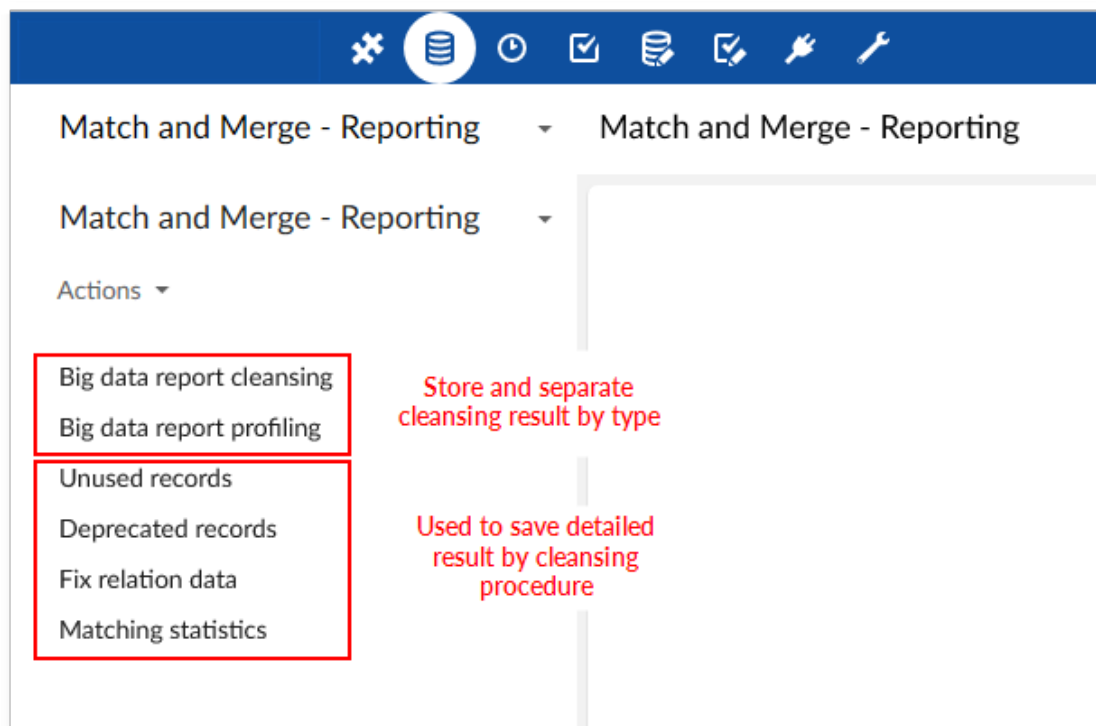 Match and Merge - Reporting
Match and Merge - Reporting
Match and Merge - Reporting
Actions
Big data report cleansing
Big data report profiling
Store and separate
cleansing result by type
Unused records
Deprecated records
Fix relation data
Matching statistics
Used to save detailed
result by cleansing
procedure